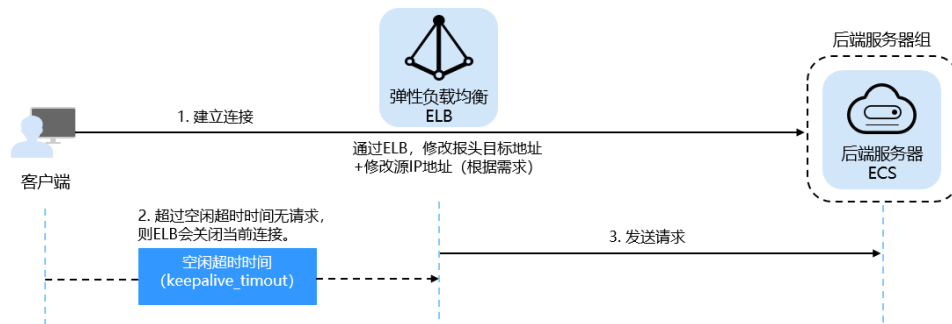 后端服务器组
弹性负载均衡
ELB
1. 建立连接
后端服务器
ECS
通过ELB，修改报头目标地址
+修改源IP地址（根据需求）
客户端
2. 超过空闲超时时间无请求，
则ELB会关闭当前连接。
3. 发送请求
空闲超时时间
（keepalive_timout）